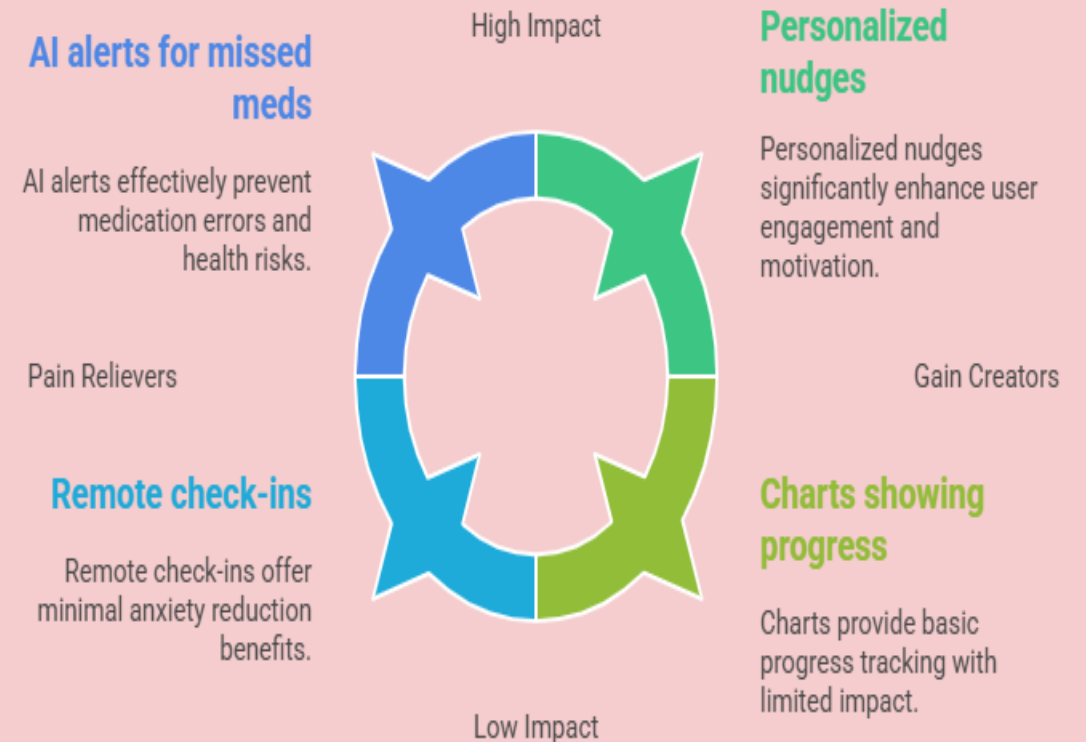 High Impact
AI alerts for missed
meds
AI alerts effectively prevent
medication errors and
health risks.
Personalized
nudges
Personalized nudges
significantly enhance user
engagement and
motivation.
Pain Relievers
Gain Creators
Remote check-ins
Remote check-ins offer
minimal anxiety reduction
benefits.
Charts showing
progress
Charts provide basic
progress tracking with
limited impact.
Low Impact